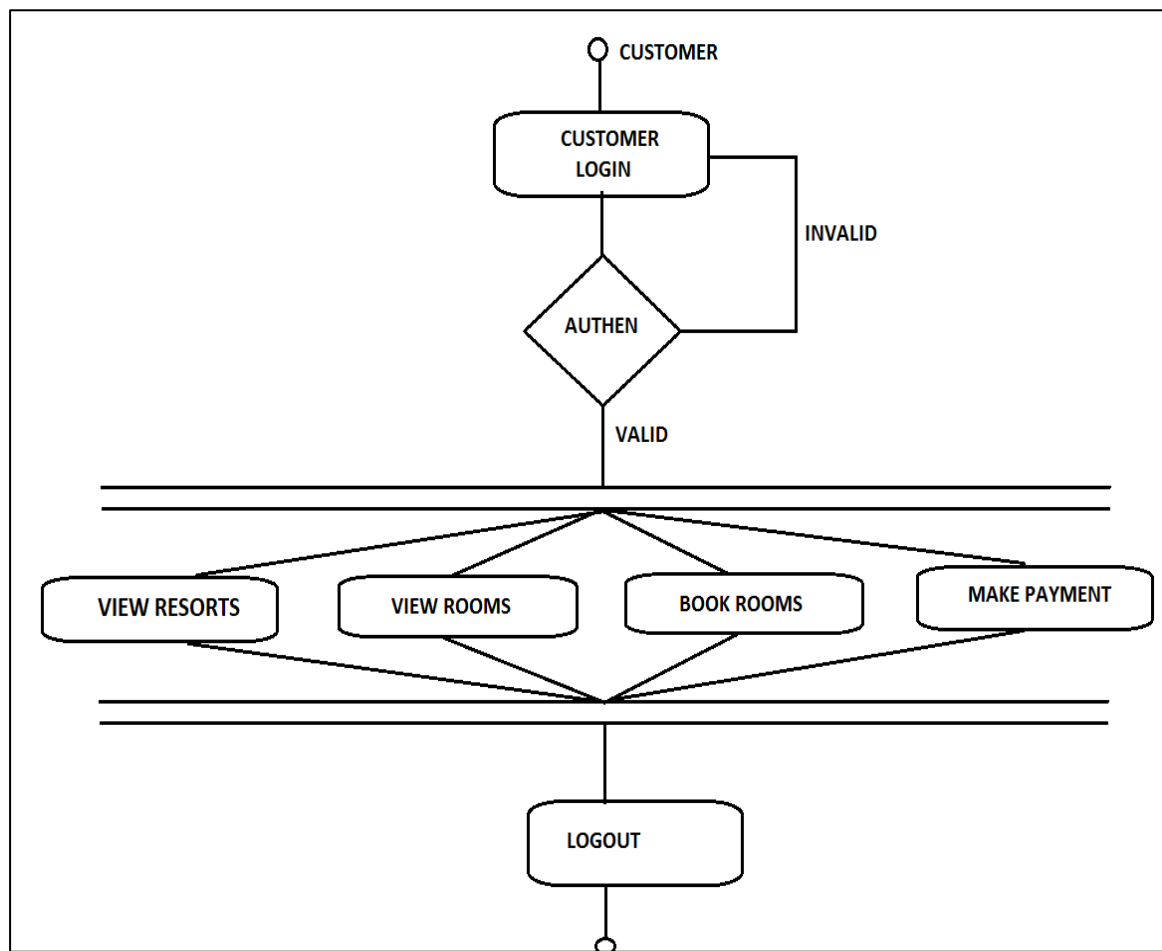 CUSTOMER
CUSTOMER
LOGIN
INVALID
AUTHEN
VALID
VIEW RESORTS
VIEW ROOMS
BOOK ROOMS
MAKE PAYMENT
LOGOUT